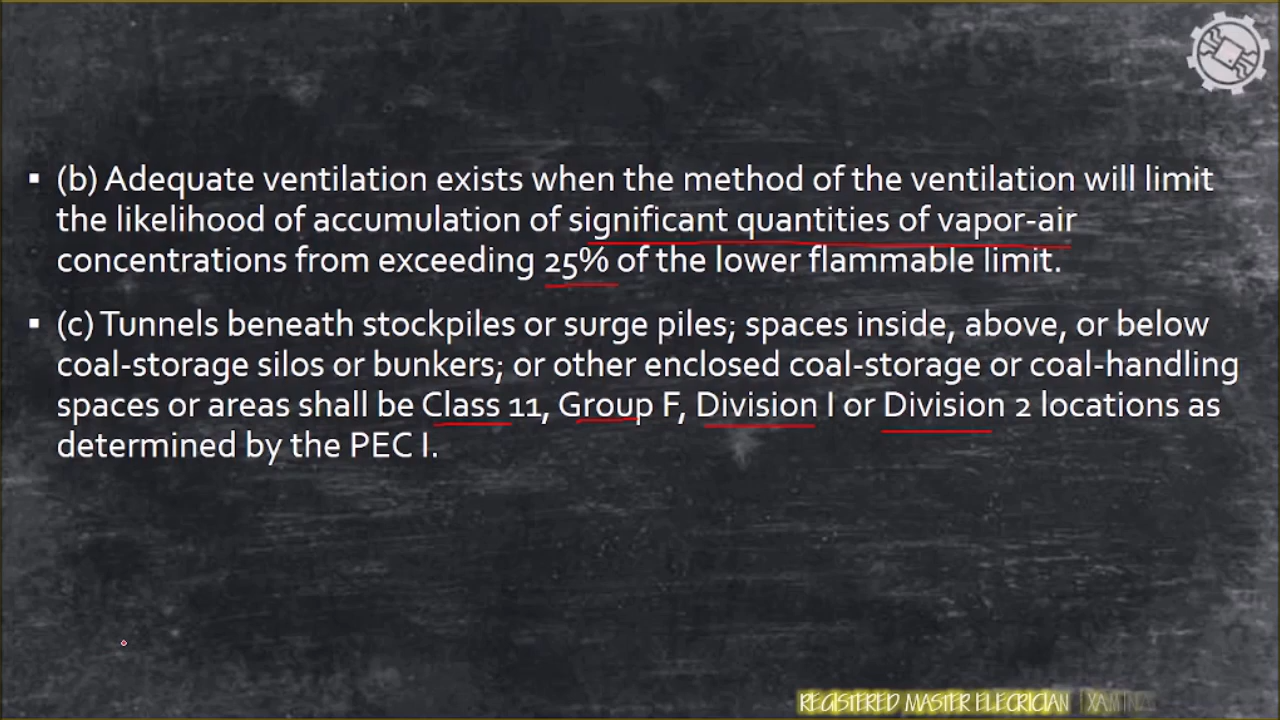 ▪ (b) Adequate ventilation exists when the method of the ventilation will limit
the likelihood of accumulation of significant quantities of vapor-air
concentrations from exceeding 25% of the lower flammable limit.
▪ (c) Tunnels beneath stockpiles or surge piles; spaces inside, above, or below
coal-storage silos or bunkers; or other enclosed coal-storage or coal-handling
spaces or areas shall be Class 11, Group F, Division I or Division 2 locations as
determined by the PEC I.
REGISTERED MASTER ELECRICIAN